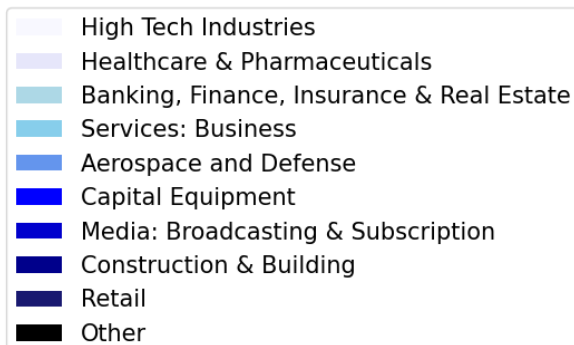 High Tech Industries
Healthcare & Pharmaceuticals
Banking, Finance, Insurance & Real Estate
Services: Business
Aerospace and Defense
Capital Equipment
Media: Broadcasting & Subscription
Construction & Building
Retail
Other